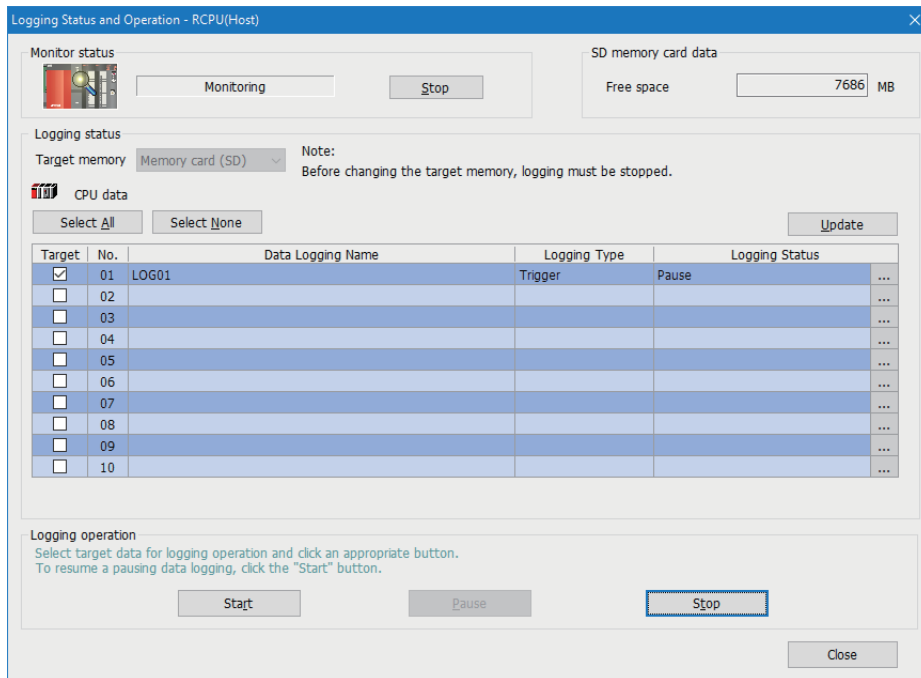 Logging Status and Operation - RCPU(Host)
Monitor status
Monitoring
Stop
SD memory card data
Free space
7686 MB
Logging status
Target memory
Memory card (SD)
Note:
Before changing the target memory, logging must be stopped.
CPU data
Select All
Select None
Update
Target No. Data Logging Name Logging Type Logging Status
01 LOG01 Trigger Pause ...
02 ...
03 ...
04 ...
05 ...
06 ...
07 ...
08 ...
09 ...
10 ...
Logging operation
Select target data for logging operation and click an appropriate button.
To resume a pausing data logging, click the "Start" button.
Start
Pause
Stop
Close